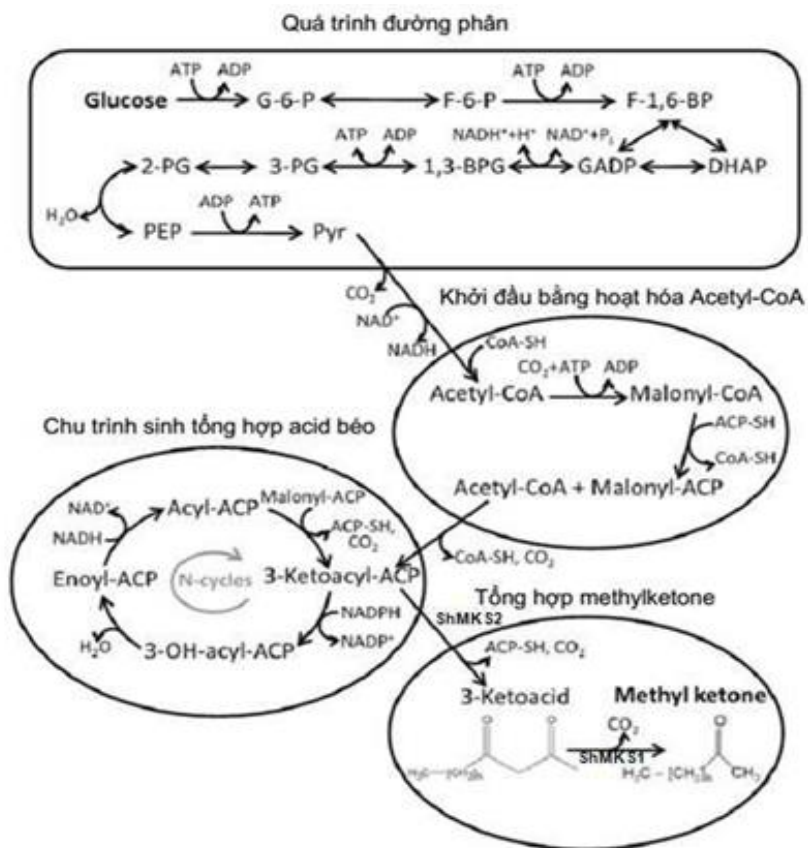 Quá trình đường phân
ATP ADP ATP ADP
Glucose G-6-P F-6-P F-1,6-BP
ATP ADP NADH⁺+H⁺ NAD⁺+Pᵢ
2-PG 3-PG 1,3-BPG GADP DHAP
H₂O ADP ATP
PEP Pyr
CO₂
NAD⁺
NADH
Khởi đầu bằng hoạt hóa Acetyl-CoA
CoA-SH
CO₂+ATP ADP
Acetyl-CoA Malonyl-CoA
ACP-SH
CoA-SH
Acetyl-CoA + Malonyl-ACP
CoA-SH, CO₂
Chu trình sinh tổng hợp acid béo
NAD⁺ Acyl-ACP Malonyl-ACP
NADH ACP-SH,
CO₂
Enoyl-ACP N-cycles 3-Ketoacyl-ACP
NADPH
H₂O NADP⁺
3-OH-acyl-ACP
Tổng hợp methylketone
ShMKS2
ACP-SH, CO₂
3-Ketoacid Methyl ketone
O O CO₂ O
ShMKS1
H₃C H₃C – [CH₂]n CH₃